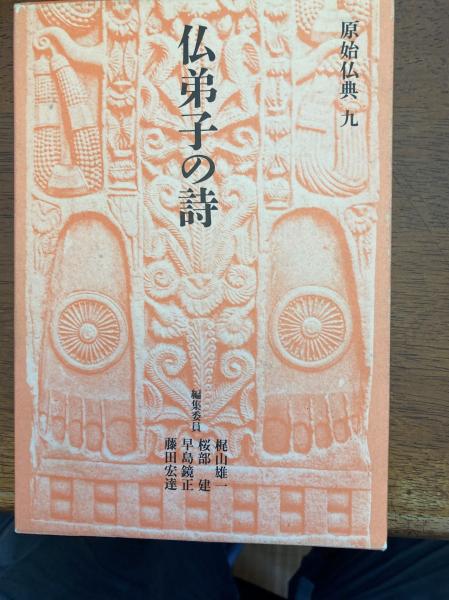 原始仏典 九
仏弟子の詩
編集委員
梶山雄一
桜部 建
早島鏡正
藤田宏達